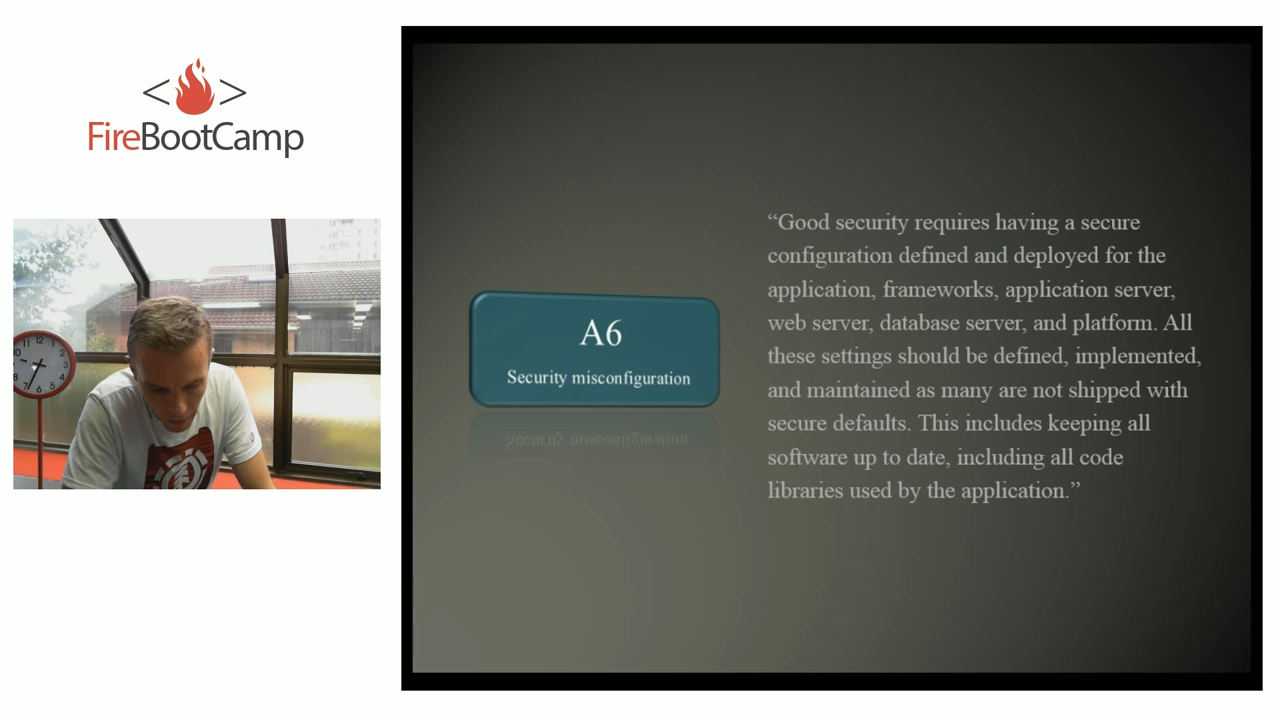 FireBootCamp
A6
Security misconfiguration
“Good security requires having a secure
configuration defined and deployed for the
application, frameworks, application server,
web server, database server, and platform. All
these settings should be defined, implemented,
and maintained as many are not shipped with
secure defaults. This includes keeping all
software up to date, including all code
libraries used by the application.”